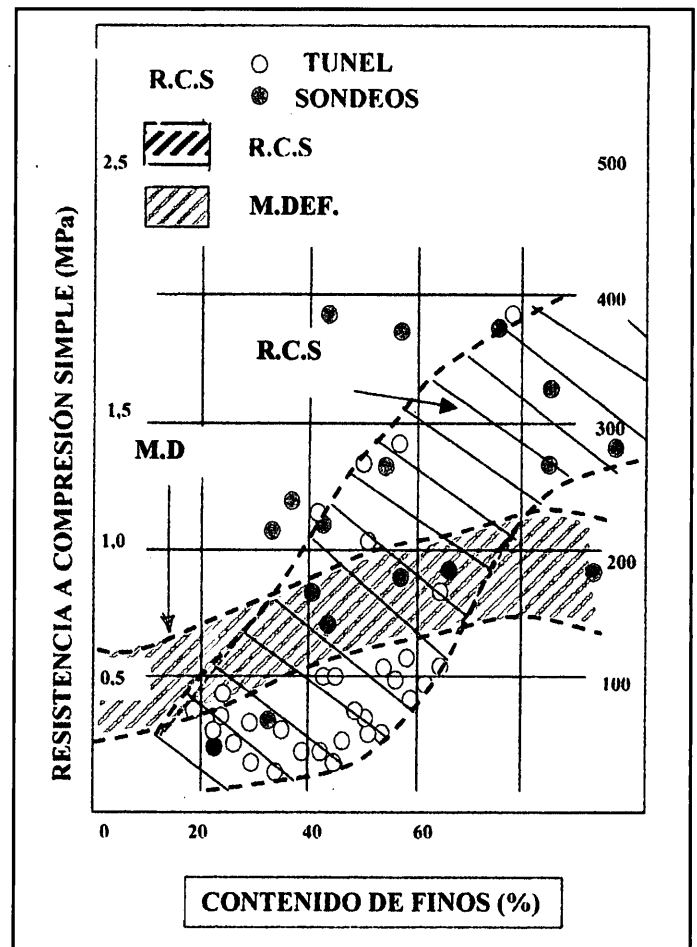 TUNEL
R.C.S
SONDEOS
R.C.S
M.DEF.
2,5
500
400
R.C.S
1,5
300
M.D
1,0
200
0.5
100
RESISTENCIA A COMPRESIÓN SIMPLE (MPa)
0 20 40 60
CONTENIDO DE FINOS (%)